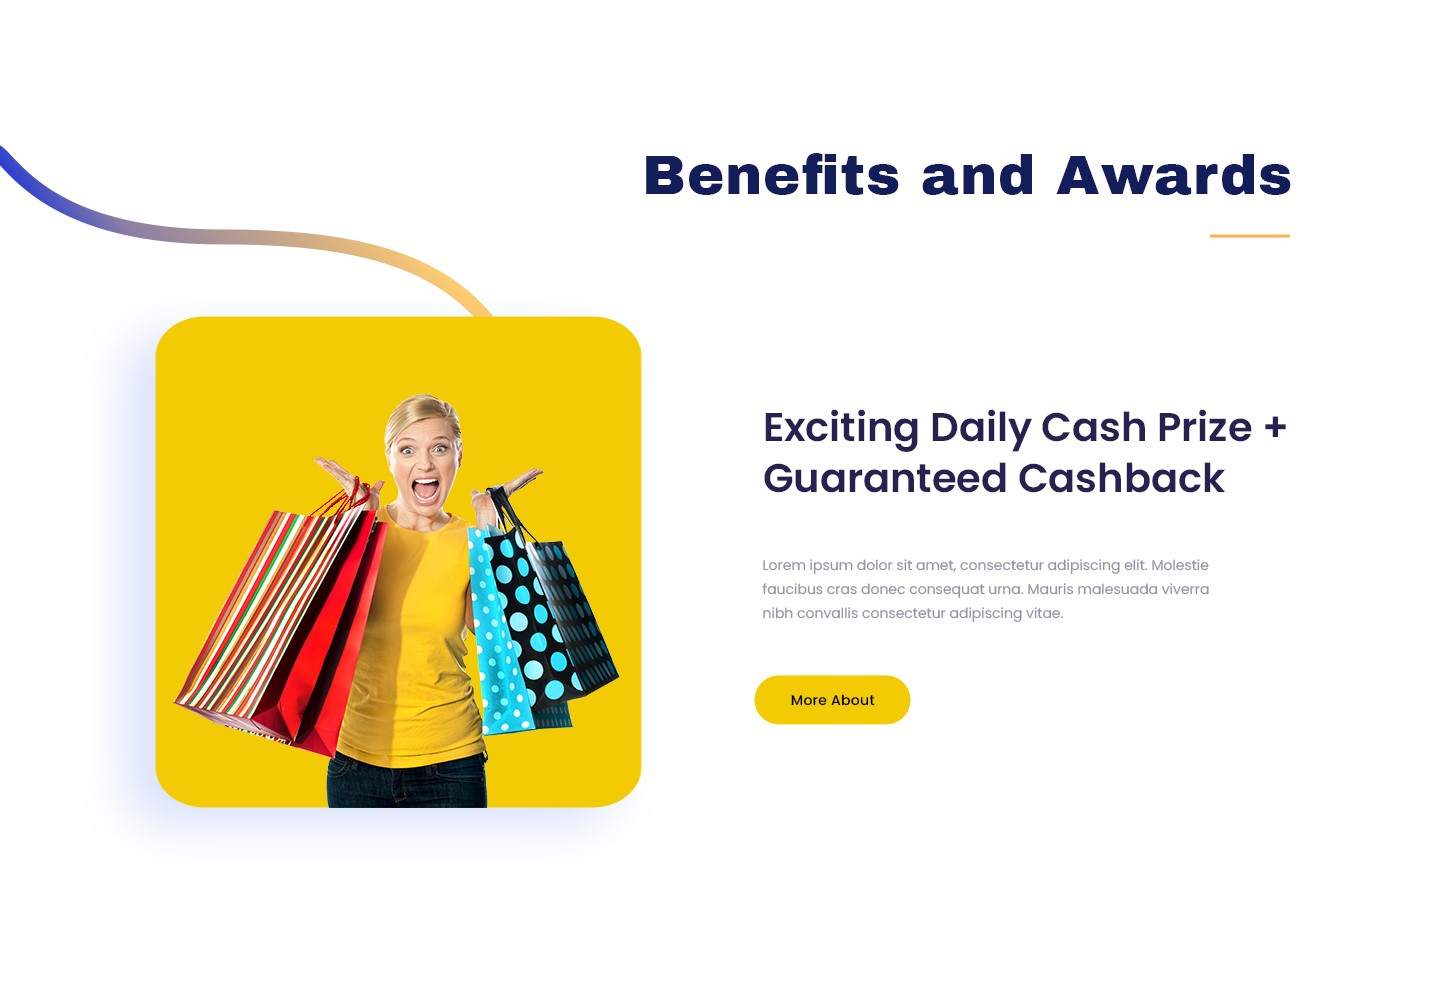 Benefits and Awards
Exciting Daily Cash Prize +
Guaranteed Cashback
Lorem ipsum dolor sit amet, consectetur adipiscing elit. Molestie
faucibus cras donec consequat urna. Mauris malesuada viverra
nibh convallis consectetur adipiscing vitae.
More About